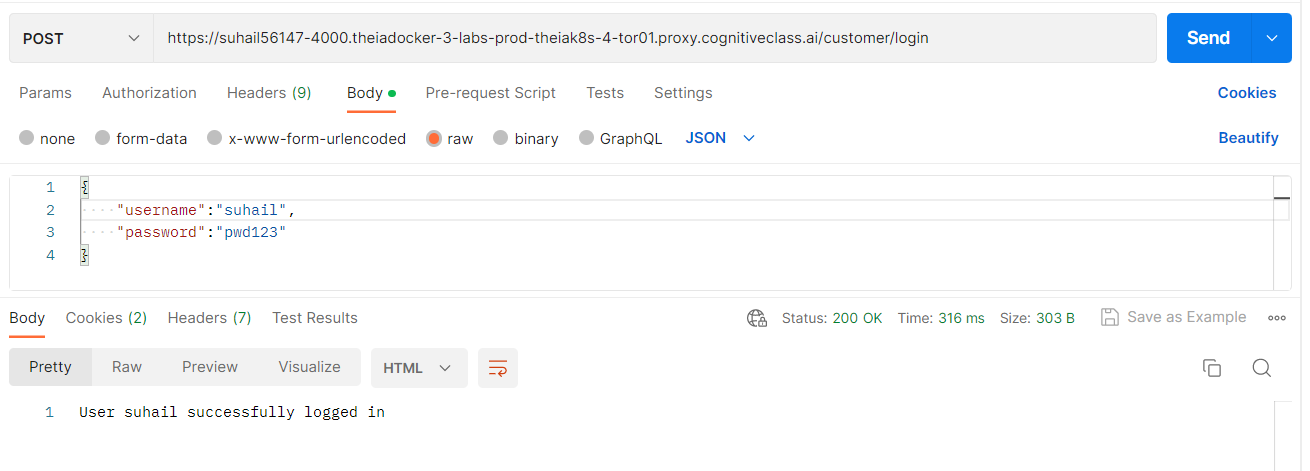 POST https://suhail56147-4000.theiadocker-3-labs-prod-theiak8s-4-tor01.proxy.cognitiveclass.ai/customer/login Send
Params Authorization Headers (9) Body Pre-request Script Tests Settings Cookies
none form-data x-www-form-urlencoded raw binary GraphQL JSON Beautify
1 {
2 ····"username":"suhail",
3 ····"password":"pwd123"
4 }
Body Cookies (2) Headers (7) Test Results Status: 200 OK Time: 316 ms Size: 303 B Save as Example
Pretty Raw Preview Visualize HTML
1 User suhail successfully logged in